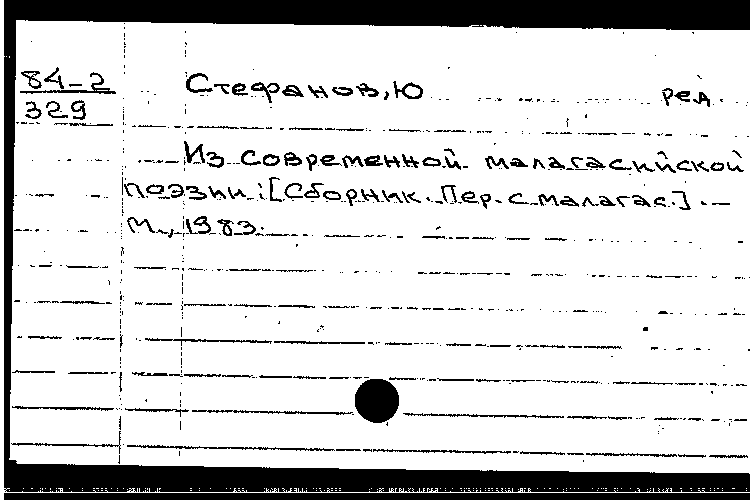 84-2
329
Стефанов, Ю ред.
Из современной малагасийской
поэзии: [Сборник. Пер. с малагас.]. —
М., 1983.